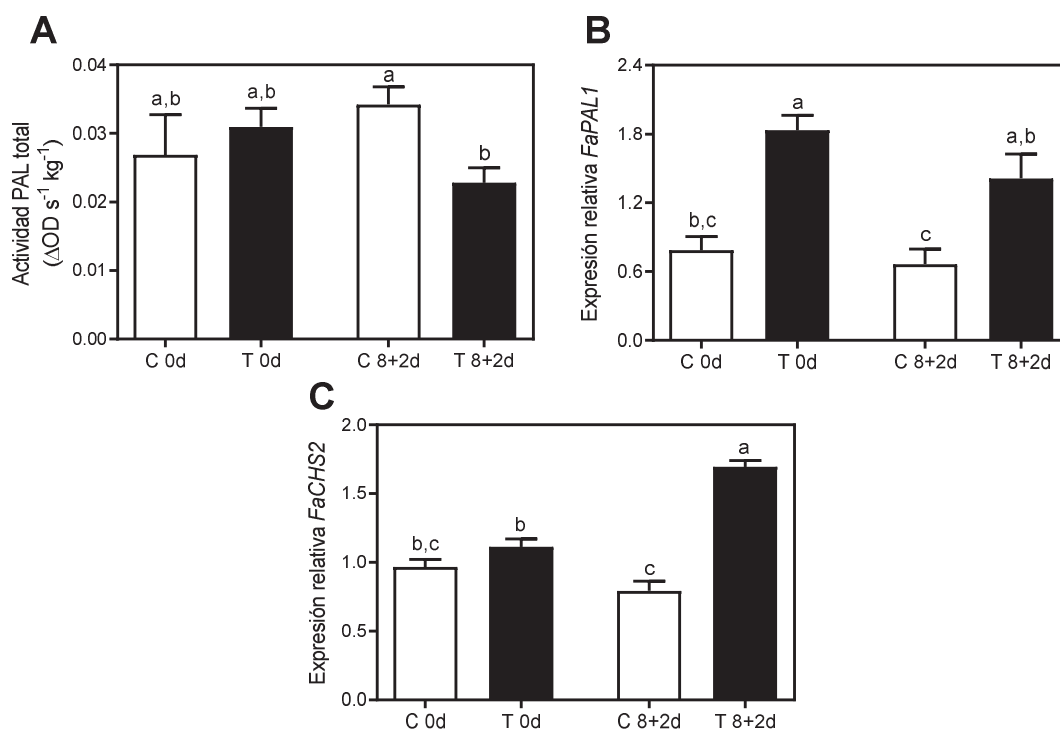 A
Actividad PAL total
(ΔOD s⁻¹ kg⁻¹)
0.04
0.03
0.02
0.01
0.00
a,b
a,b
a
b
C 0d
T 0d
C 8+2d
T 8+2d
B
Expresión relativa FaPAL1
2.4
1.8
1.2
0.6
0.0
b,c
a
c
a,b
C 0d
T 0d
C 8+2d
T 8+2d
C
Expresión relativa FaCHS2
2.0
1.5
1.0
0.5
0.0
b,c
b
c
a
C 0d
T 0d
C 8+2d
T 8+2d